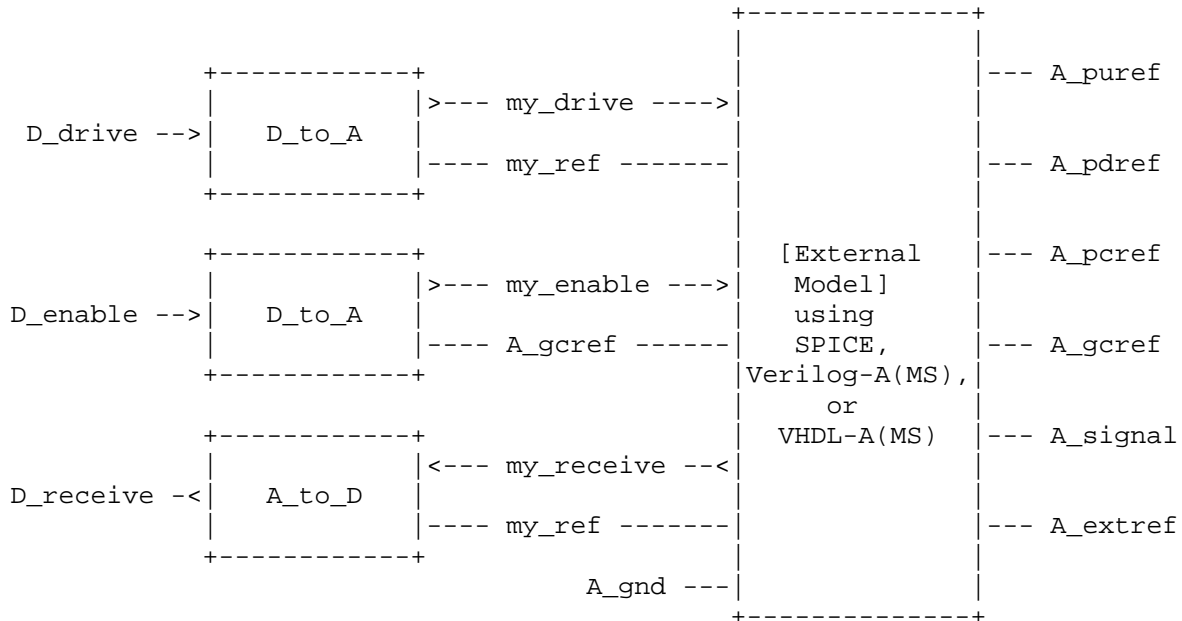 A_puref
>--- my_drive ---->
D_drive -->| D_to_A
---- my_ref -------
A_pdref
[External
A_pcref
>--- my_enable --->
Model]
D_enable -->| D_to_A
using
---- A_gcref ------
SPICE,
A_gcref
Verilog-A(MS),
or
VHDL-A(MS)
A_signal
<--- my_receive --<
D_receive -<| A_to_D
---- my_ref -------
A_extref
A_gnd ---